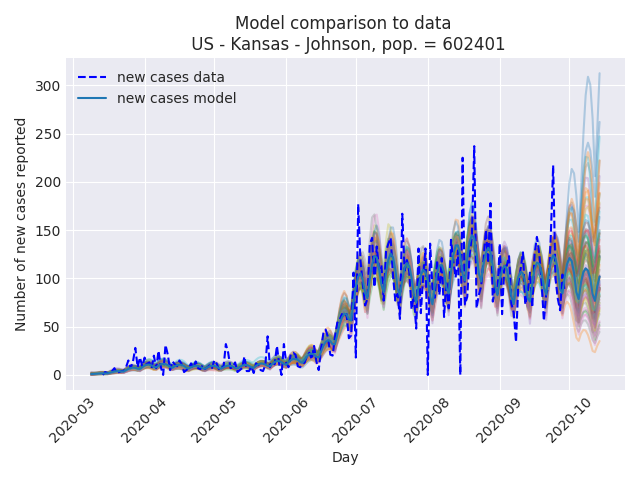 Model comparison to data
US - Kansas - Johnson, pop. = 602401
new cases data
new cases model
Number of new cases reported
300
250
200
150
100
50
0
2020-03
2020-04
2020-05
2020-06
2020-07
2020-08
2020-09
2020-10
Day